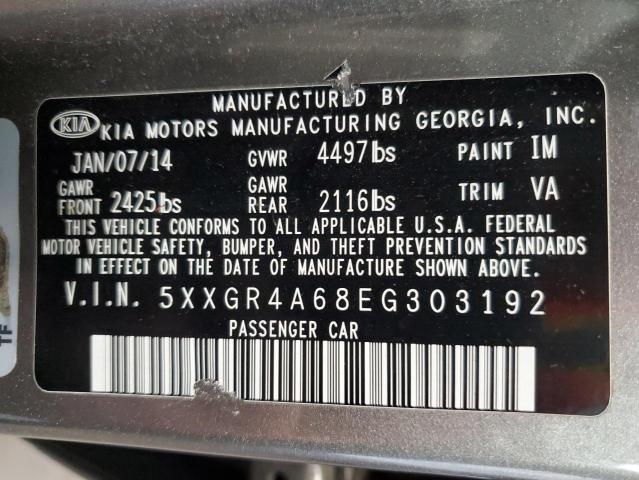 MANUFACTURED BY
KIA KIA MOTORS MANUFACTURING GEORGIA, INC.
JAN/07/14 GVWR 4497lbs PAINT IM
GAWR FRONT 2425lbs GAWR REAR 2116lbs TRIM VA
THIS VEHICLE CONFORMS TO ALL APPLICABLE U.S.A. FEDERAL
MOTOR VEHICLE SAFETY, BUMPER, AND THEFT PREVENTION STANDARDS
IN EFFECT ON THE DATE OF MANUFACTURE SHOWN ABOVE.
V.I.N. 5XXGR4A68EG303192
PASSENGER CAR
TF